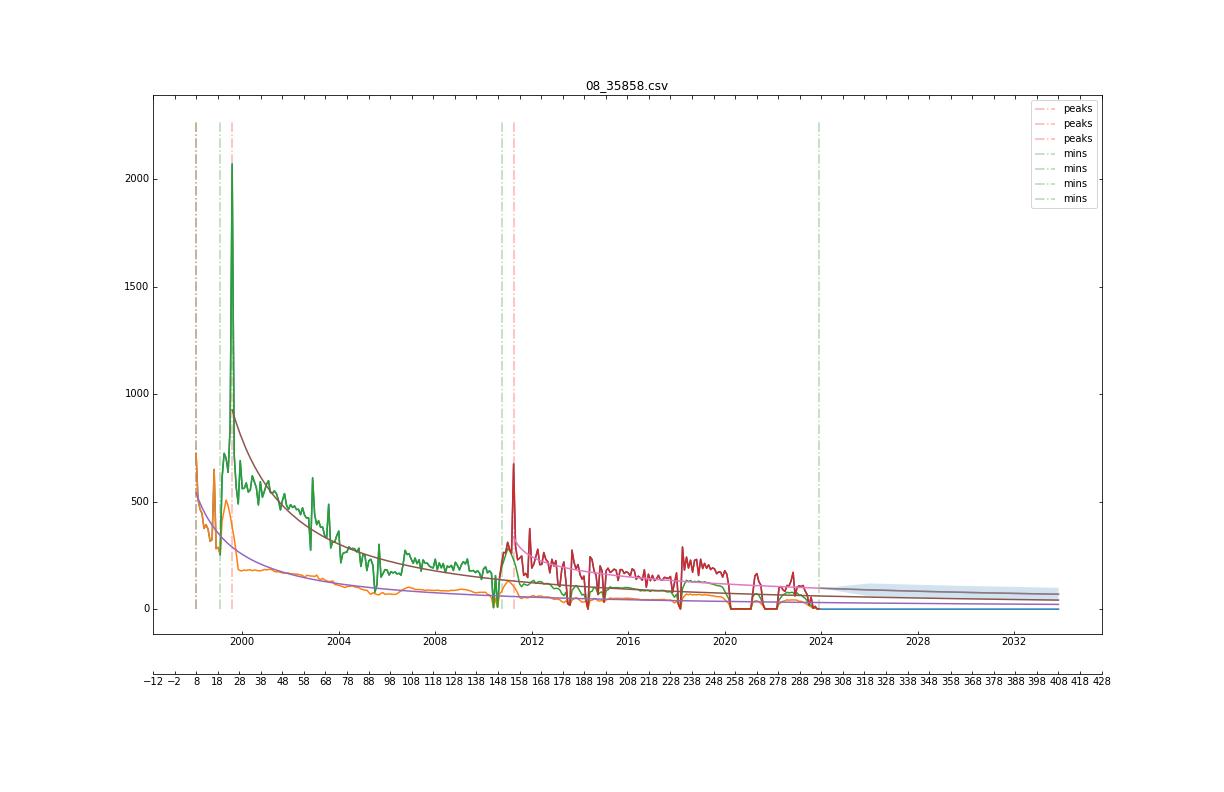 08_35858.csv
peaks
peaks
peaks
mins
mins
mins
mins
2000
1500
1000
500
0
2000 2004 2008 2012 2016 2020 2024 2028 2032
−12 −2 8 18 28 38 48 58 68 78 88 98 108 118 128 138 148 158 168 178 188 198 208 218 228 238 248 258 268 278 288 298 308 318 328 338 348 358 368 378 388 398 408 418 428